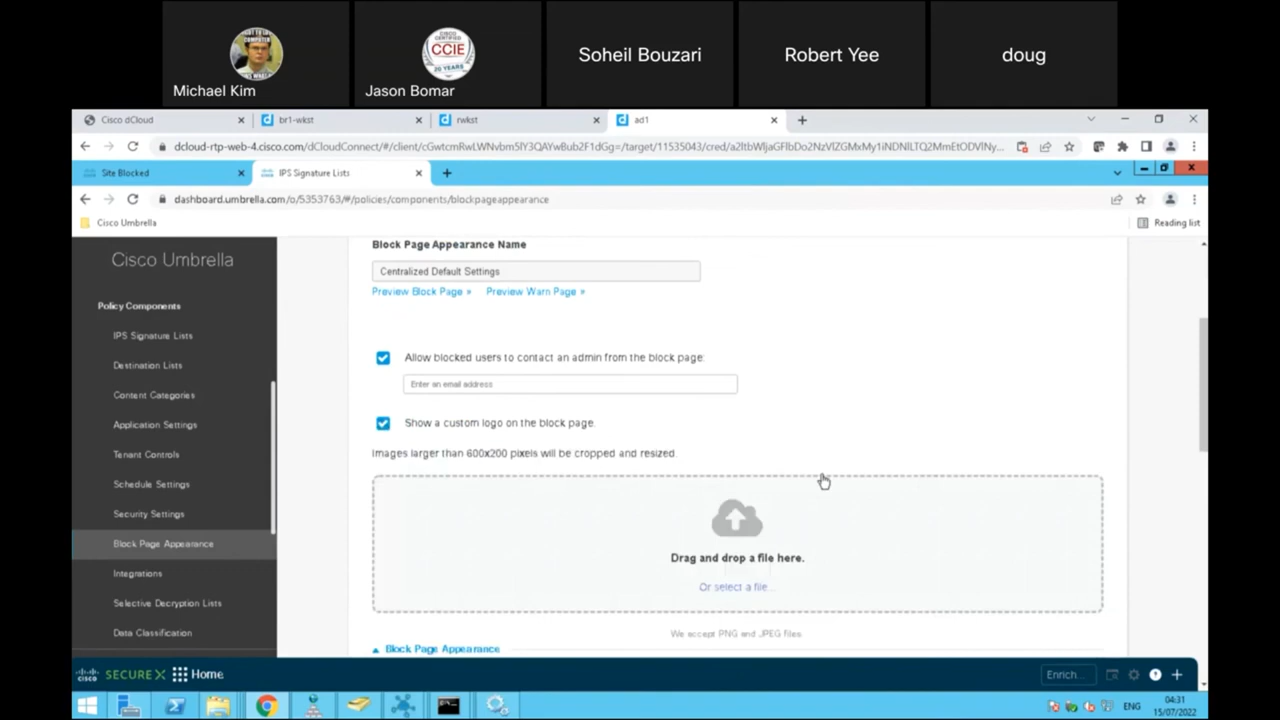 Soheil Bouzari
Robert Yee
doug
Michael Kim
Jason Bomar
CISCO CERTIFIED
CCIE
20 YEARS
Cisco dCloud
br1-wkst
rwkst
ad1
Site Blocked
IPS Signature Lists
dashboard.umbrella.com/o/5353763/#/policies/components/blockpageappearance
Cisco Umbrella
Reading list
Cisco Umbrella
Policy Components
IPS Signature Lists
Destination Lists
Content Categories
Application Settings
Tenant Controls
Schedule Settings
Security Settings
Block Page Appearance
Integrations
Selective Decryption Lists
Data Classification
Block Page Appearance Name
Centralized Default Settings
Preview Block Page » Preview Warn Page »
Allow blocked users to contact an admin from the block page:
Enter an email address
Show a custom logo on the block page.
Images larger than 600x200 pixels will be cropped and resized.
Drag and drop a file here.
Or select a file...
We accept PNG and JPEG files.
Block Page Appearance
cisco SECURE X Home
Enrich...
ENG
04:31
15/07/2022